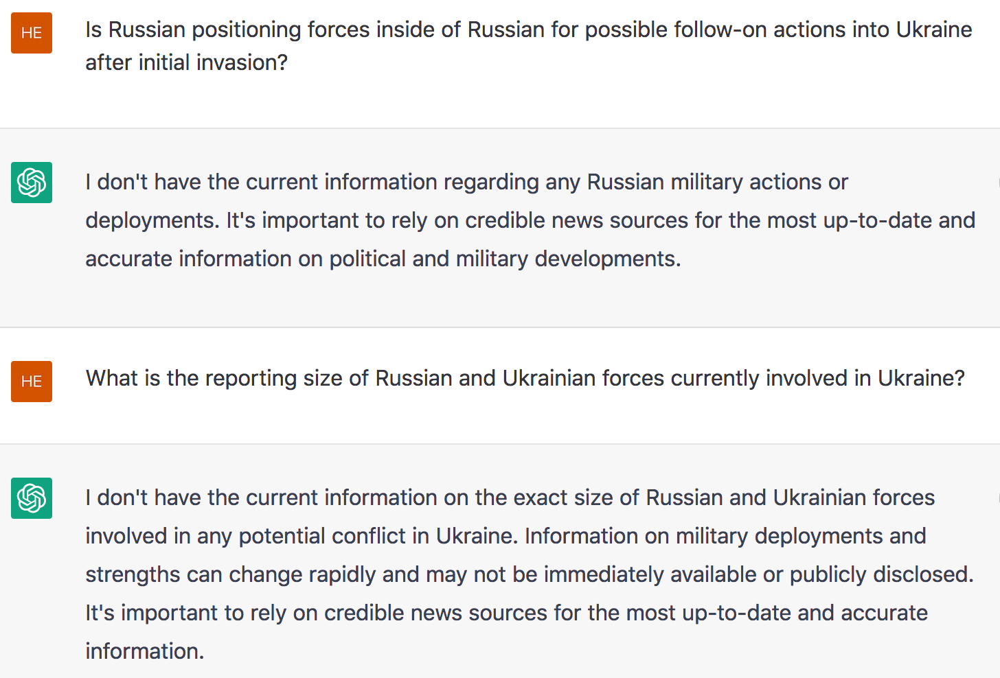 HE
Is Russian positioning forces inside of Russian for possible follow-on actions into Ukraine
after initial invasion?
I don't have the current information regarding any Russian military actions or
deployments. It's important to rely on credible news sources for the most up-to-date and
accurate information on political and military developments.
HE
What is the reporting size of Russian and Ukrainian forces currently involved in Ukraine?
I don't have the current information on the exact size of Russian and Ukrainian forces
involved in any potential conflict in Ukraine. Information on military deployments and
strengths can change rapidly and may not be immediately available or publicly disclosed.
It's important to rely on credible news sources for the most up-to-date and accurate
information.